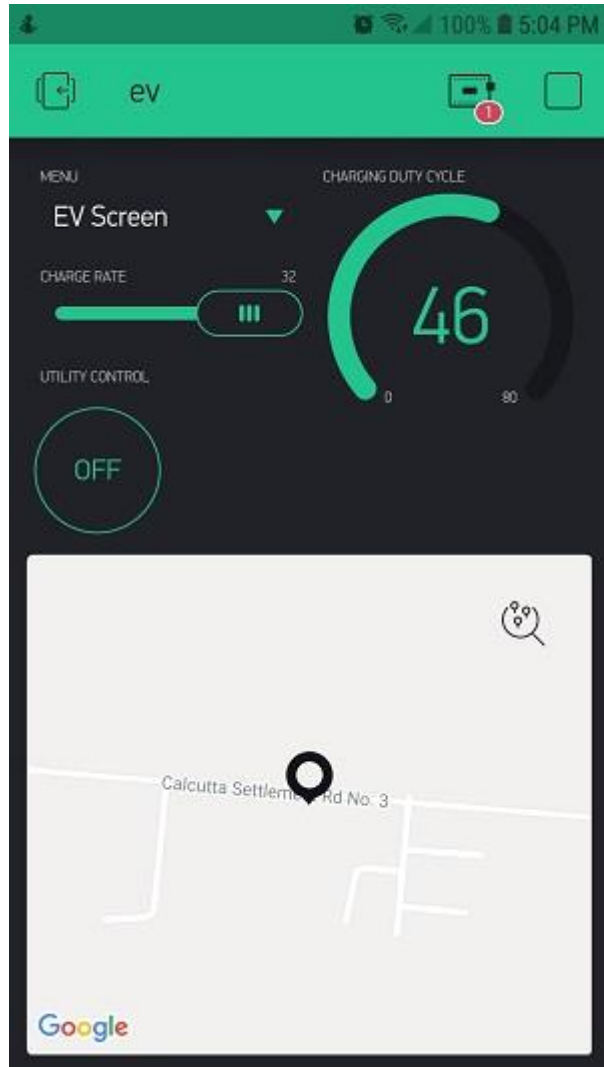 100% 5:04 PM
ev
1
MENU
EV Screen
CHARGING DUTY CYCLE
CHARGE RATE 32
46
0 80
UTILITY CONTROL
OFF
Calcutta Settlement Rd No. 3
Google